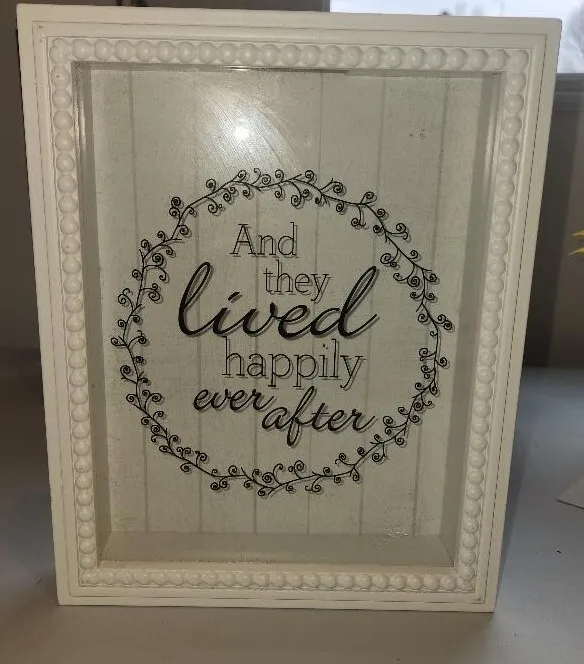 And
they
lived
happily
ever after